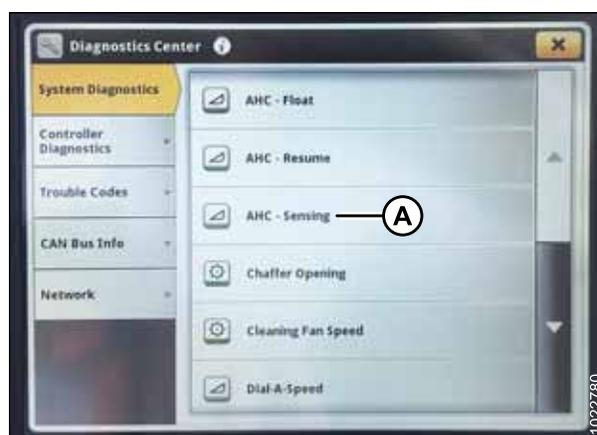 Diagnostics Center
System Diagnostics
Controller
Diagnostics
Trouble Codes
CAN Bus Info
Network
AHC - Float
AHC - Resume
AHC - Sensing
A
Chaffer Opening
Cleaning Fan Speed
Dial-A-Speed
1022780